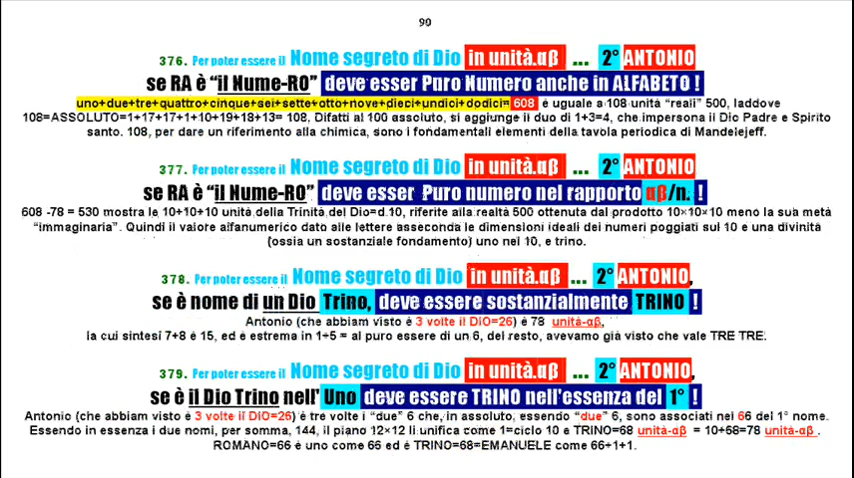 90
376. Per poter essere il Nome segreto di Dio in unità.αβ ... 2° ANTONIO
se RA è “il Nume-RO” deve esser Puro Numero anche in ALFABETO !
uno+due+tre+quattro+cinque+sei+sette+otto+nove+dieci+undici+dodici= 608 è uguale a 108 unità “reali” 500, laddove
108=ASSOLUTO=1+17+17+1+10+19+18+13= 108. Difatti al 100 assoluto, si aggiunge il duo di 1+3=4, che impersona il Dio Padre e Spirito
santo. 108, per dare un riferimento alla chimica, sono i fondamentali elementi della tavola periodica di Mandelejeff.
377. Per poter essere il Nome segreto di Dio in unità.αβ ... 2° ANTONIO
se RA è “il Nume-RO” deve esser Puro numero nel rapporto αβ/n. !
608 -78 = 530 mostra le 10+10+10 unità della Trinità del Dio=d.10, riferite alla realtà 500 ottenuta dal prodotto 10×10×10 meno la sua metà
“immaginaria”. Quindi il valore alfanumerico dato alle lettere asseconda le dimensioni ideali dei numeri poggiati sul 10 e una divinità
(ossia un sostanziale fondamento) uno nel 10, e trino.
378. Per poter essere il Nome segreto di Dio in unità.αβ ... 2° ANTONIO,
se è nome di un Dio Trino, deve essere sostanzialmente TRINO !
Antonio (che abbiam visto è 3 volte il DIO=26) è 78 unità-αβ,
la cui sintesi 7+8 è 15, ed è estrema in 1+5 = al puro essere di un 6, del resto, avevamo già visto che vale TRE TRE.
379. Per poter essere il Nome segreto di Dio in unità.αβ ... 2° ANTONIO,
se è il Dio Trino nell' Uno deve essere TRINO nell'essenza del 1° !
Antonio (che abbiam visto è 3 volte il DIO=26) è tre volte i “due” 6 che, in assoluto, essendo “due” 6, sono associati nel 66 del 1° nome.
Essendo in essenza i due nomi, per somma, 144, il piano 12×12 li unifica come 1=ciclo 10 e TRINO=68 unità-αβ = 10+68=78 unità-αβ .
ROMANO=66 è uno come 66 ed è TRINO=68=EMANUELE come 66+1+1.